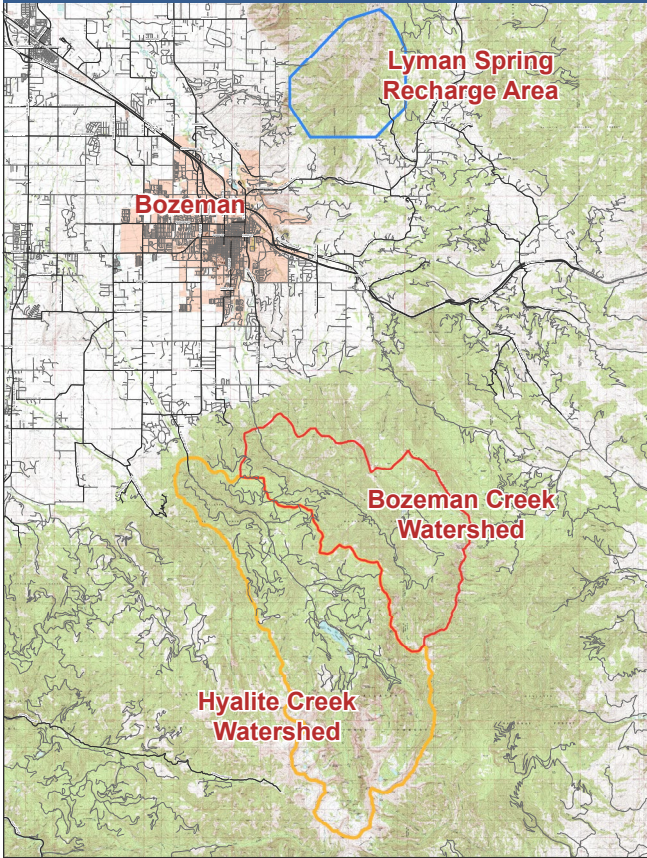 Lyman Spring
Recharge Area
Bozeman
Bozeman Creek
Watershed
Hyalite Creek
Watershed